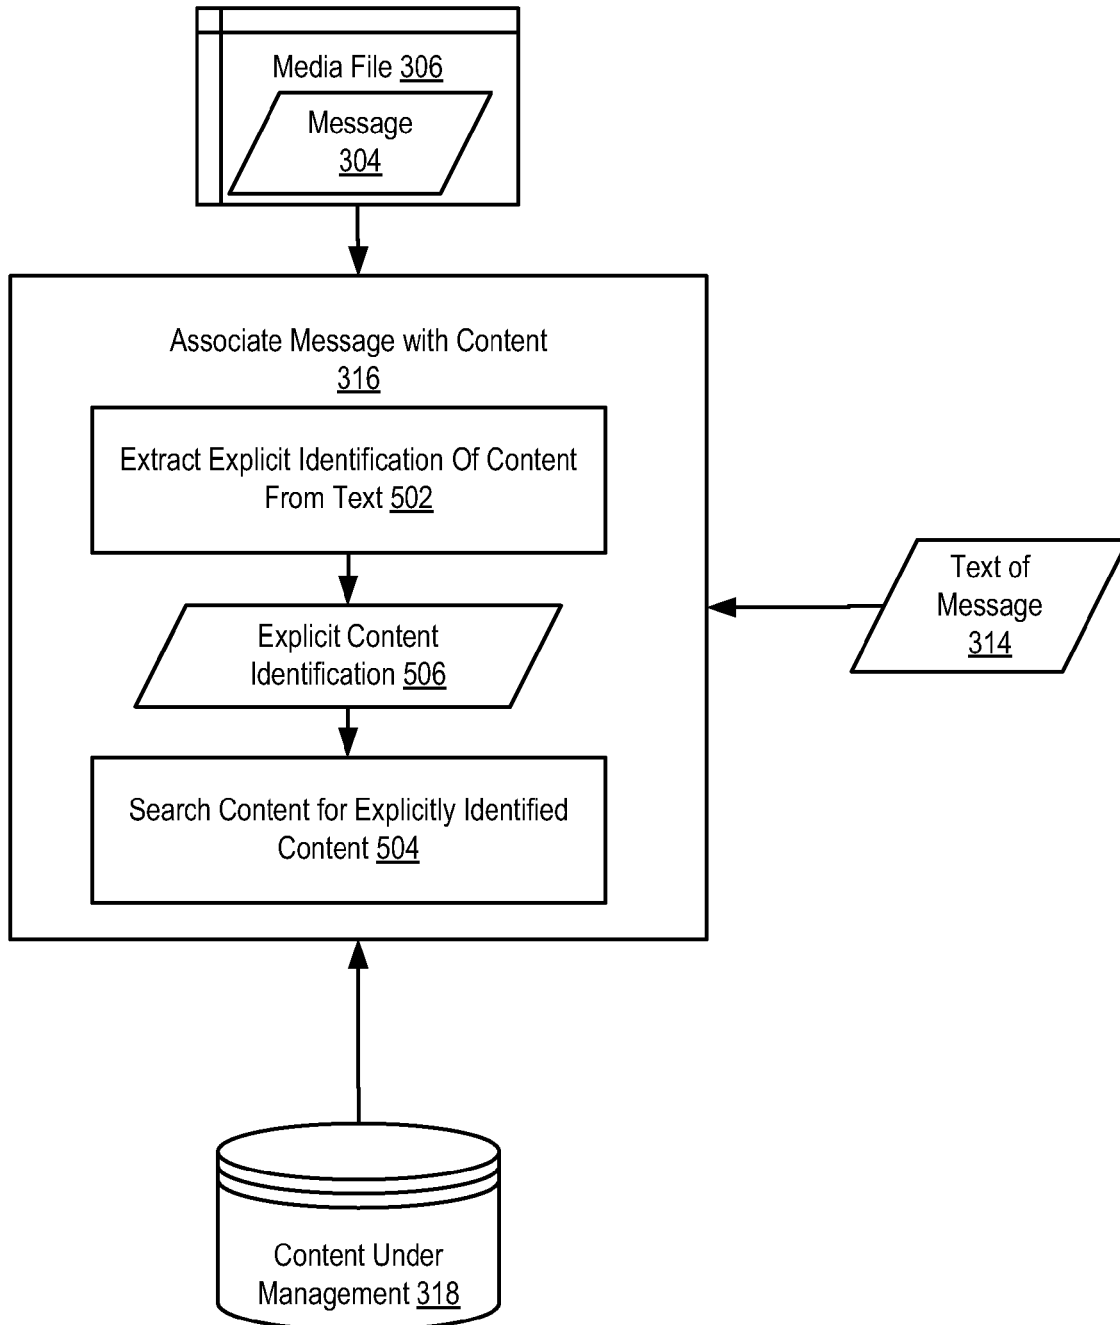 Media File 306
Message
304
Associate Message with Content
316
Extract Explicit Identification Of Content
From Text 502
Text of
Message
314
Explicit Content
Identification 506
Search Content for Explicitly Identified
Content 504
Content Under
Management 318